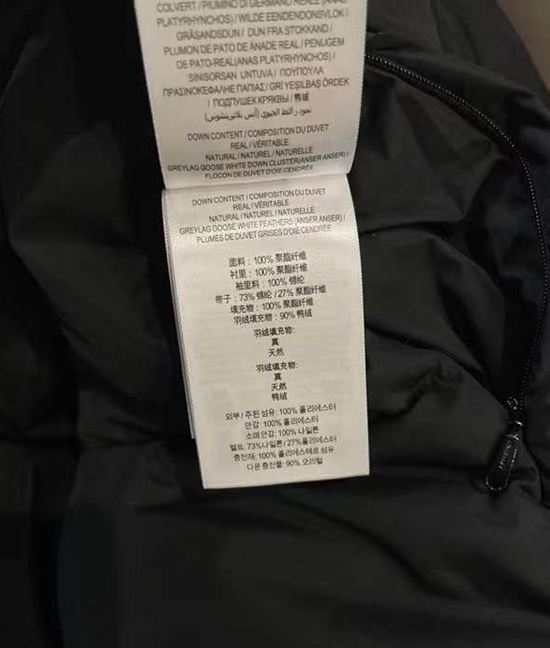 COLVERT / PIUMINO DI GERMANO REALE (ANAS
PLATYRHYNCHOS) / WILDE EENDENDONSVLOK /
GRÄSANDSDUN / DUN FRA STOKKAND /
PLUMON DE PATO DE ANADE REAL / PENUGEM
DE PATO-REAL(ANAS PLATYRHYNCHOS) /
SINISORSAN UNTUVA / ΠΟΥΠΟΥΛΑ
ΠΡΑΣΙΝΟΚΕΦΑΛΗΕ ΠΑΠΙΑΣ / GRİ YEŞİLBAŞ ÖRDEK
/ ПОДПУШЕК КРЯКВЫ / 鸭绒
DOWN CONTENT / COMPOSITION DU DUVET
REAL / VÉRITABLE
NATURAL / NATUREL / NATURELLE
GREYLAG GOOSE WHITE DOWN CLUSTER(ANSER ANSER) /
FLOCON DE DUVET D'OIE CENDRÉE
DOWN CONTENT / COMPOSITION DU DUVET
REAL / VÉRITABLE
NATURAL / NATUREL / NATURELLE
GREYLAG GOOSE WHITE FEATHERS (ANSER ANSER) /
PLUMES DE DUVET GRISES D'OIE CENDRÉE
面料：100% 聚酯纤维
衬里：100% 聚酯纤维
袖里料：100% 锦纶
带子：73% 锦纶 / 27% 聚酯纤维
填充物：100% 聚酯纤维
羽绒填充物：90% 鸭绒
羽绒填充物:
真
天然
羽绒填充物:
真
天然
鸭绒
외부 / 주된 섬유: 100% 폴리에스터
안감: 100% 폴리에스터
소매 안감: 100% 나일론
벨트: 73%나일론/ 27%폴리에스터
충전재: 100% 폴리에스테르 섬유
다운 충전물: 90% 오리털